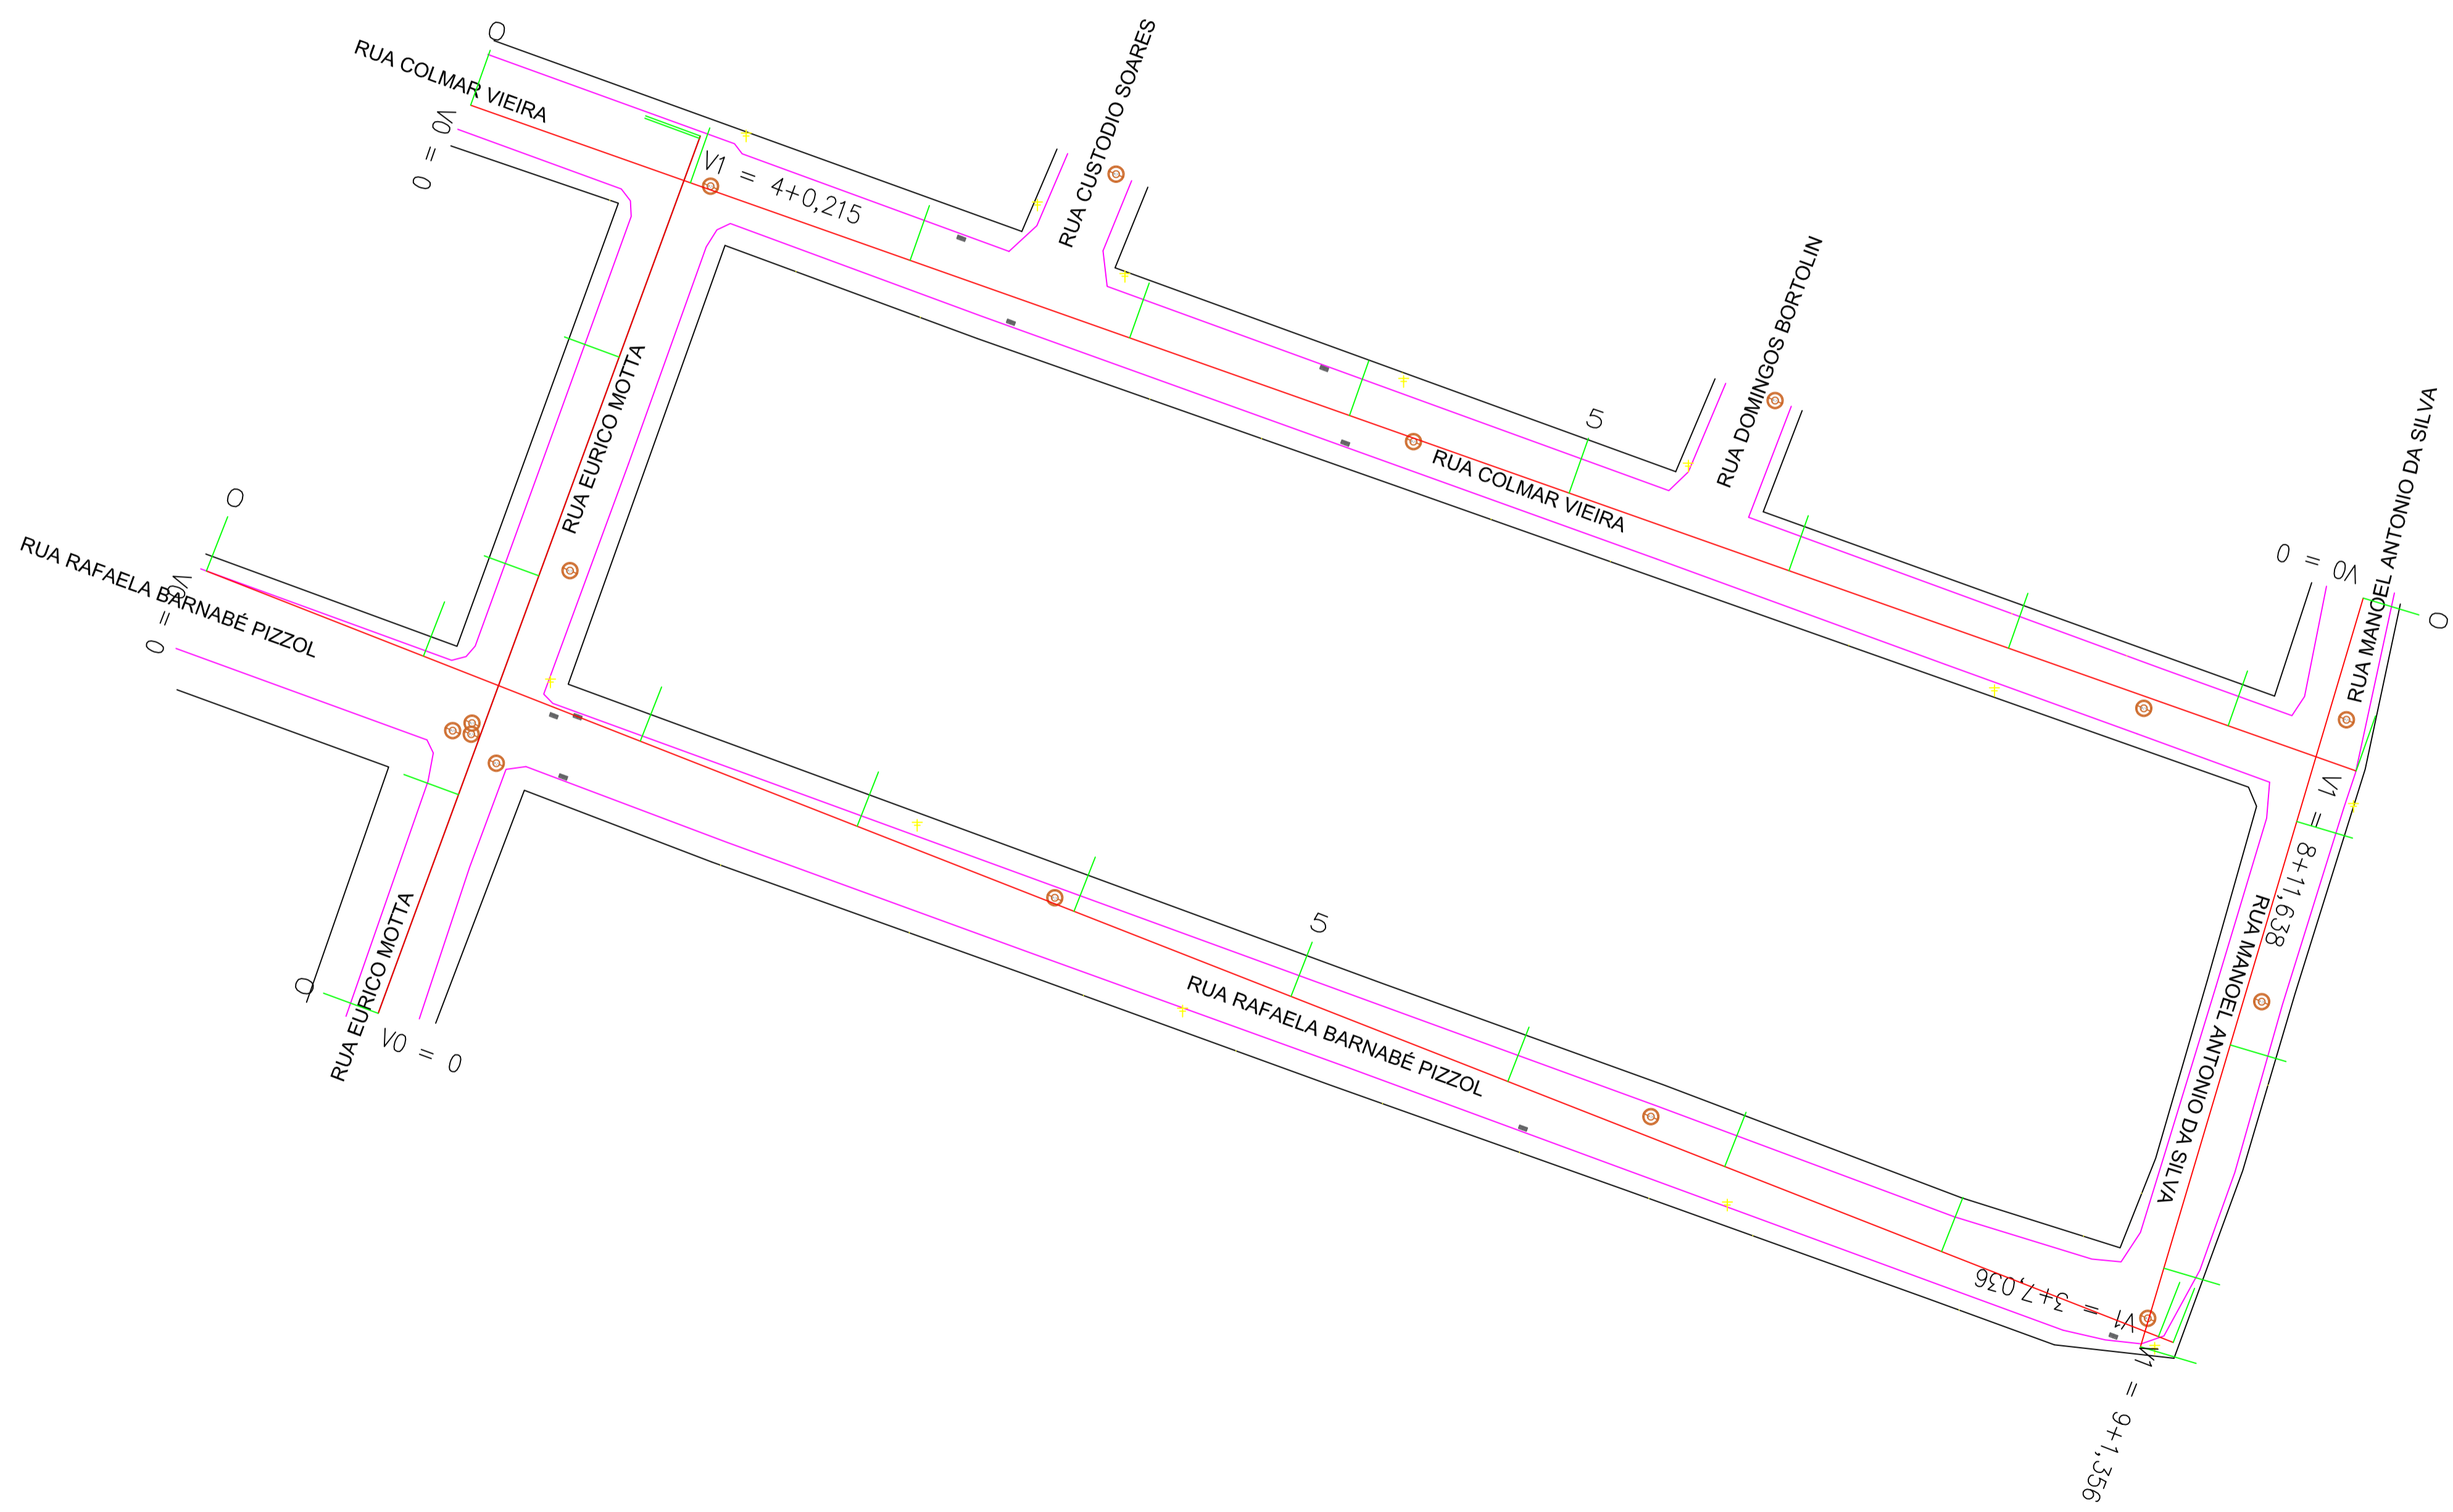 0
RUA COLMAR VIEIRA
V0 = 0
V1 = 4+0,215
RUA CUSTODIO SOARES
RUA DOMINGOS BORTOLIN
5
RUA COLMAR VIEIRA
RUA EURICO MOTTA
0
RUA RAFAELA BARNABÉ PIZZOL
V0 = 0
V0 = 0
RUA MANOEL ANTONIO DA SILVA
0
V1 = 8+11,638
RUA MANOEL ANTONIO DA SILVA
5
RUA RAFAELA BARNABÉ PIZZOL
0
RUA EURICO MOTTA
V0 = 0
V1 = 3+7,036
V1 = 9+1,356